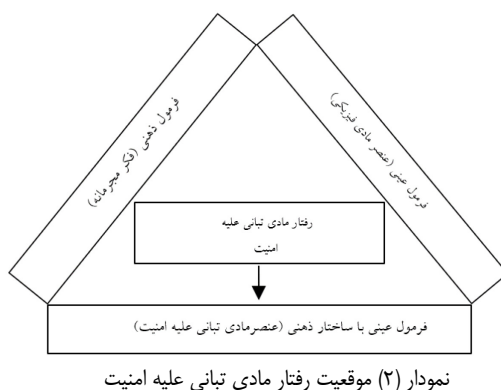 فرمول ذهنی (فکر مجرمانه)
فرمول عینی (عنصر مادی فیزیکی)
رفتار مادی تبانی علیه
امنیت
فرمول عینی با ساختار ذهنی (عنصرمادی تبانی علیه امنیت)
نمودار (۲) موقعیت رفتار مادی تبانی علیه امنیت